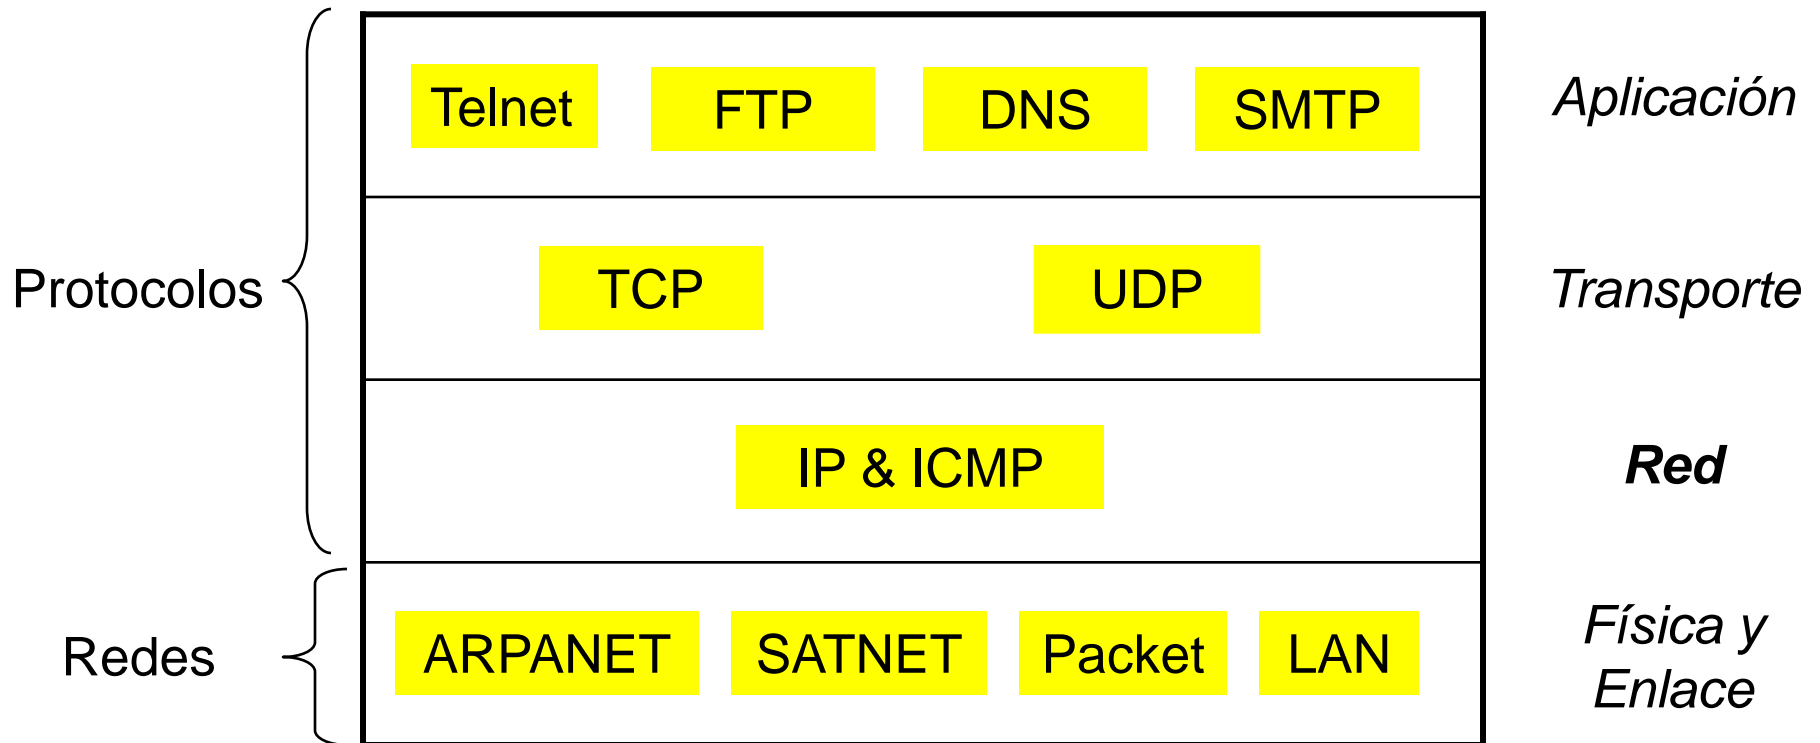 Telnet FTP DNS SMTP Aplicación
Protocolos TCP UDP Transporte
IP & ICMP Red
Redes ARPANET SATNET Packet LAN Física y
Enlace